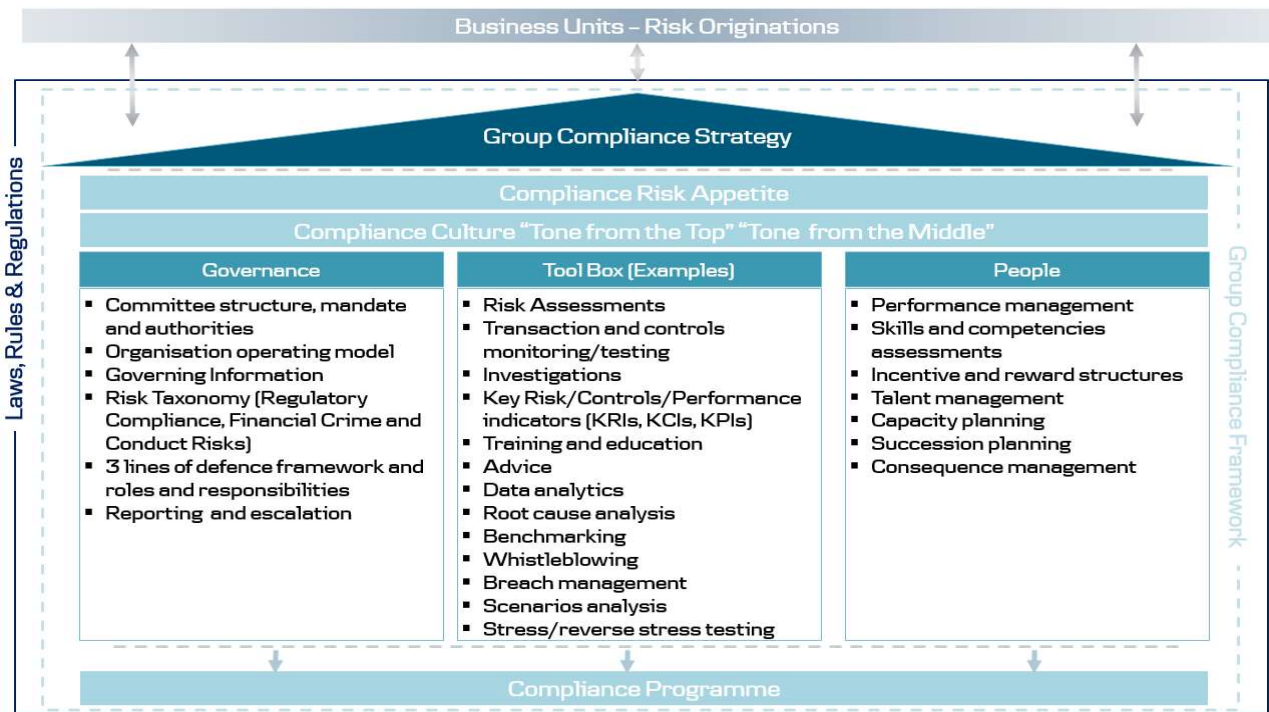 Business Units – Risk Originations
Laws, Rules & Regulations
Group Compliance Framework
Group Compliance Strategy
Compliance Risk Appetite
Compliance Culture “Tone from the Top” “Tone from the Middle”
Governance
▪ Committee structure, mandate
and authorities
▪ Organisation operating model
▪ Governing Information
▪ Risk Taxonomy (Regulatory
Compliance, Financial Crime and
Conduct Risks)
▪ 3 lines of defence framework and
roles and responsibilities
▪ Reporting and escalation
Tool Box (Examples)
▪ Risk Assessments
▪ Transaction and controls
monitoring/testing
▪ Investigations
▪ Key Risk/Controls/Performance
indicators (KRIs, KCIs, KPIs)
▪ Training and education
▪ Advice
▪ Data analytics
▪ Root cause analysis
▪ Benchmarking
▪ Whistleblowing
▪ Breach management
▪ Scenarios analysis
▪ Stress/reverse stress testing
People
▪ Performance management
▪ Skills and competencies
assessments
▪ Incentive and reward structures
▪ Talent management
▪ Capacity planning
▪ Succession planning
▪ Consequence management
Compliance Programme